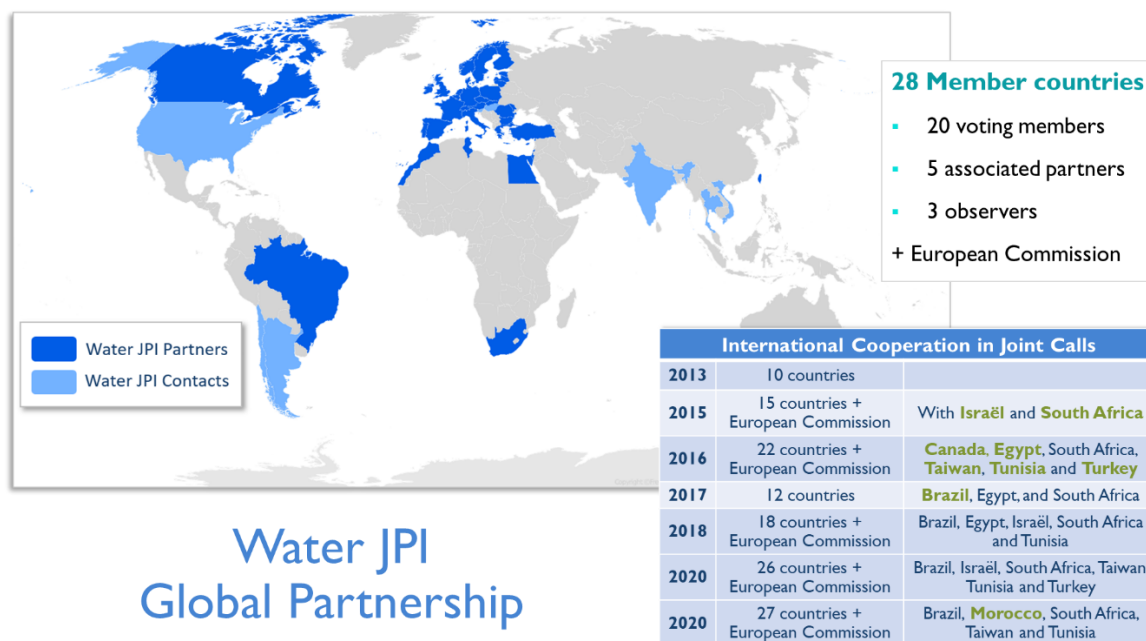 28 Member countries
20 voting members
5 associated partners
3 observers
+ European Commission
Water JPI Partners
Water JPI Contacts
Water JPI
Global Partnership
International Cooperation in Joint Calls
2013 10 countries
2015 15 countries +
European Commission With Israël and South Africa
2016 22 countries +
European Commission Canada, Egypt, South Africa,
Taiwan, Tunisia and Turkey
2017 12 countries Brazil, Egypt, and South Africa
2018 18 countries +
European Commission Brazil, Egypt, Israël, South Africa
and Tunisia
2020 26 countries +
European Commission Brazil, Israël, South Africa, Taiwan
Tunisia and Turkey
2020 27 countries +
European Commission Brazil, Morocco, South Africa,
Taiwan and Tunisia